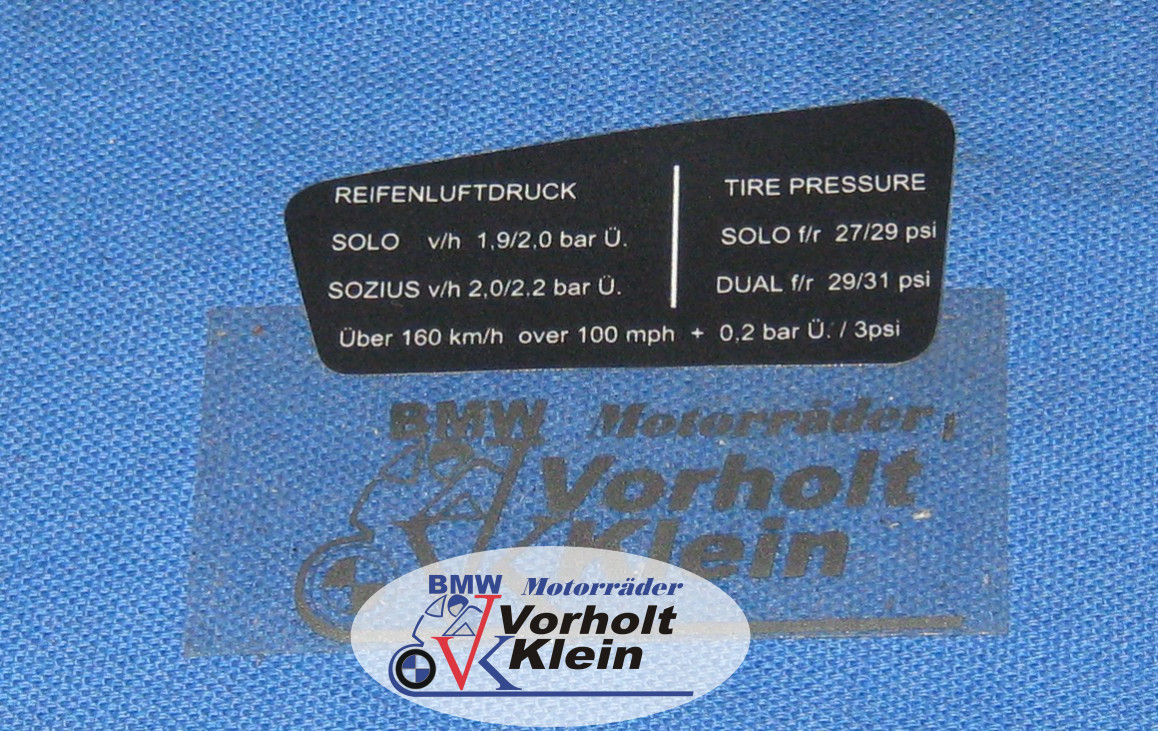 REIFENLUFTDRUCK
SOLO v/h 1,9/2,0 bar Ü.
SOZIUS v/h 2,0/2,2 bar Ü.
TIRE PRESSURE
SOLO f/r 27/29 psi
DUAL f/r 29/31 psi
Über 160 km/h over 100 mph + 0,2 bar Ü. / 3psi
BMW Motorräder
Vorholt
Klein
BMW Motorräder
Vorholt
Klein